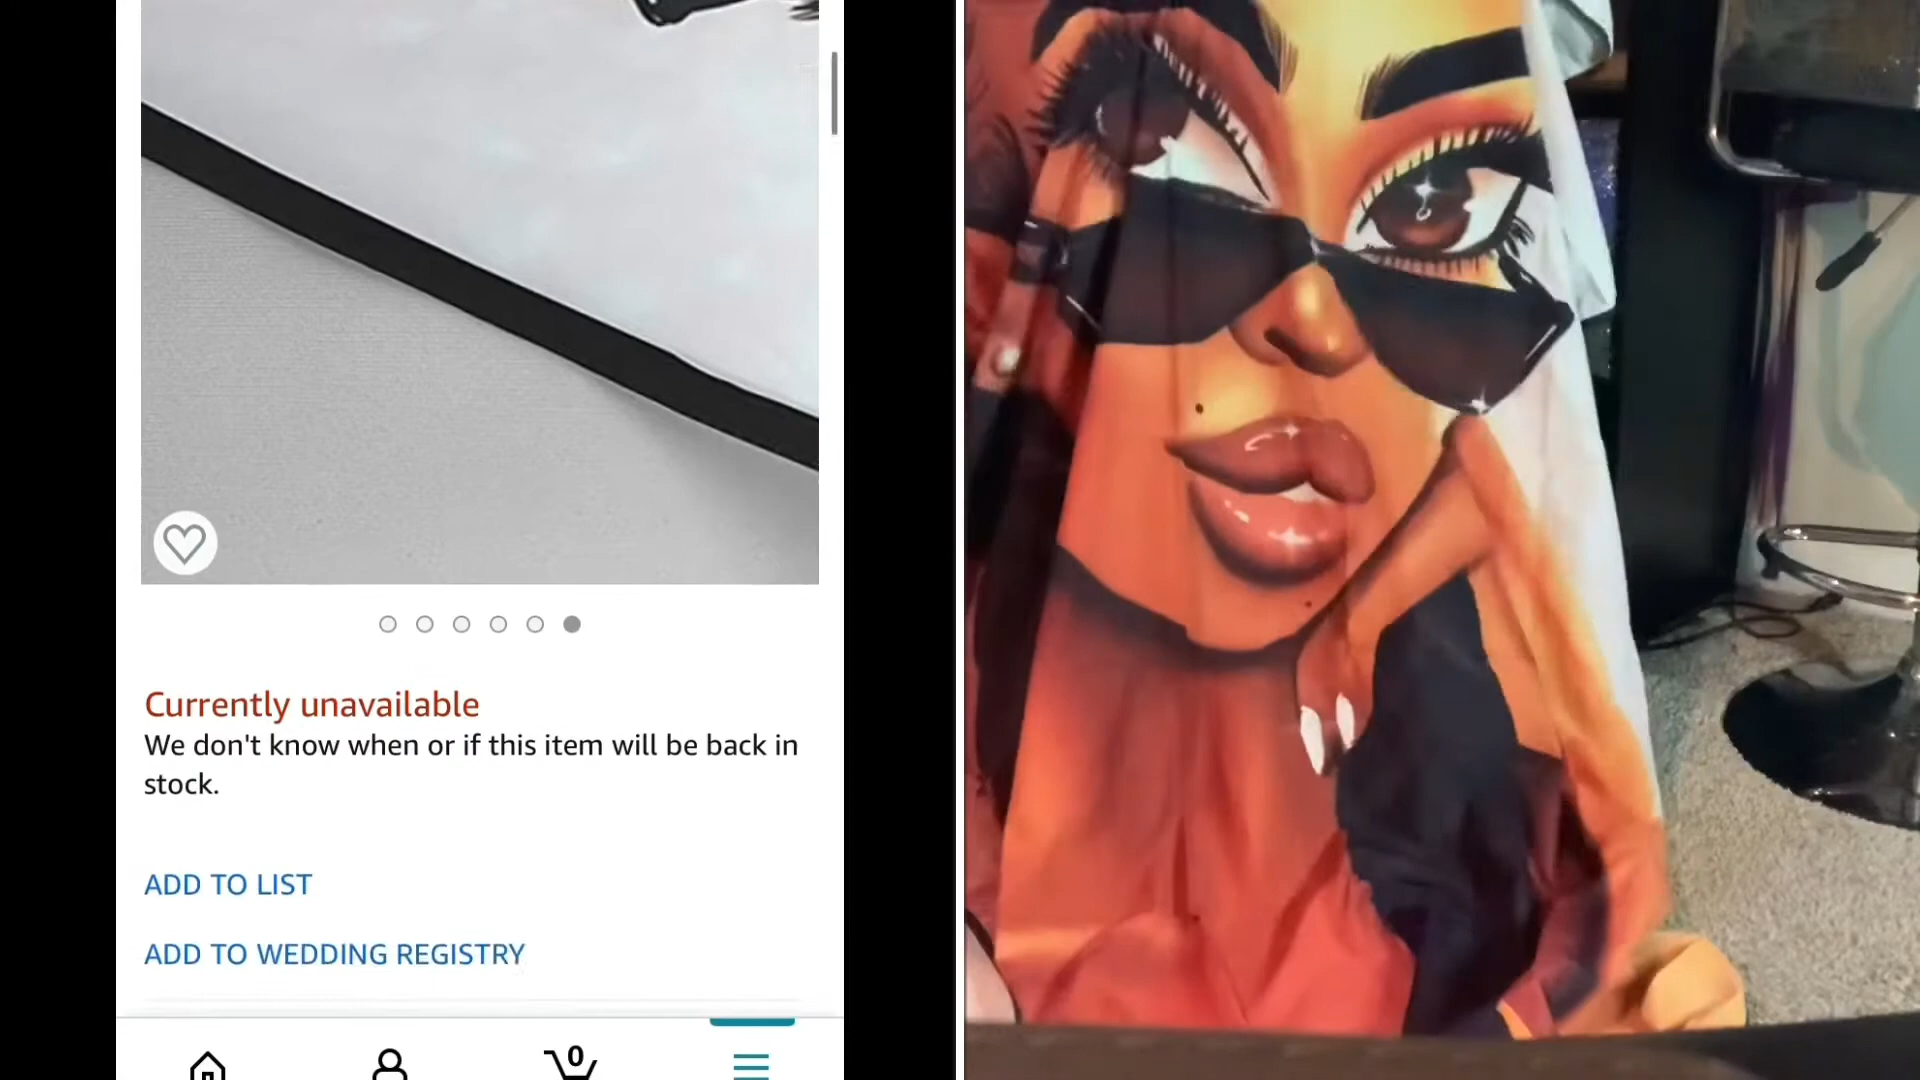 Currently unavailable
We don't know when or if this item will be back in
stock.
ADD TO LIST
ADD TO WEDDING REGISTRY
0